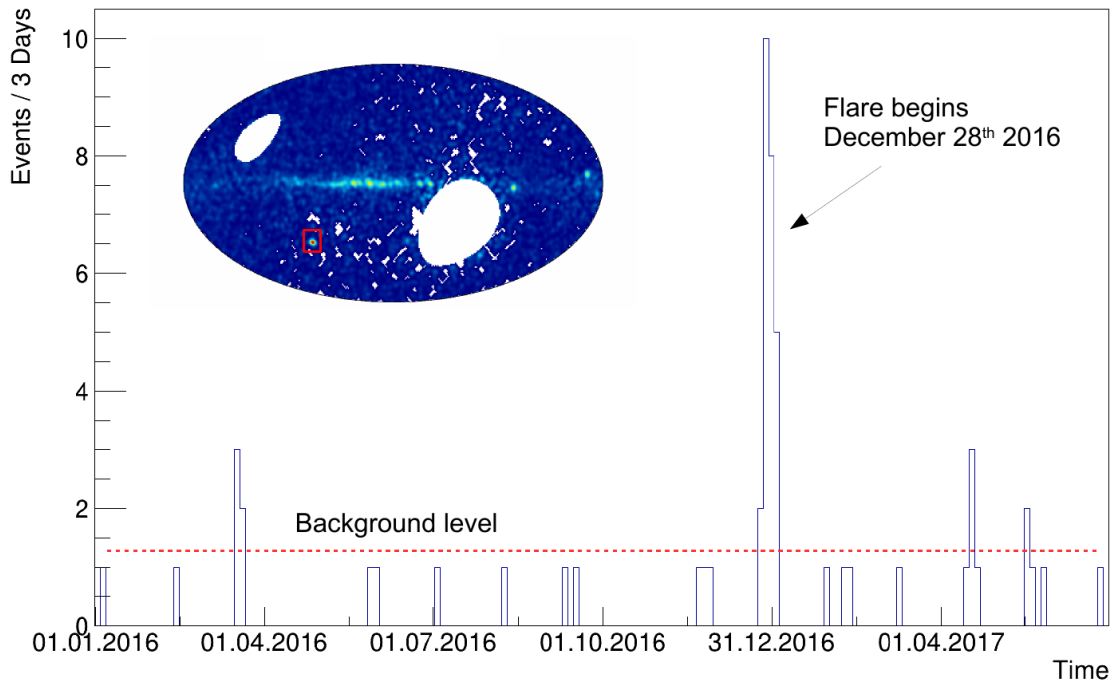 Events / 3 Days
10
8
6
4
2
0
Flare begins
December 28th 2016
Background level
01.01.2016
01.04.2016
01.07.2016
01.10.2016
31.12.2016
01.04.2017
Time